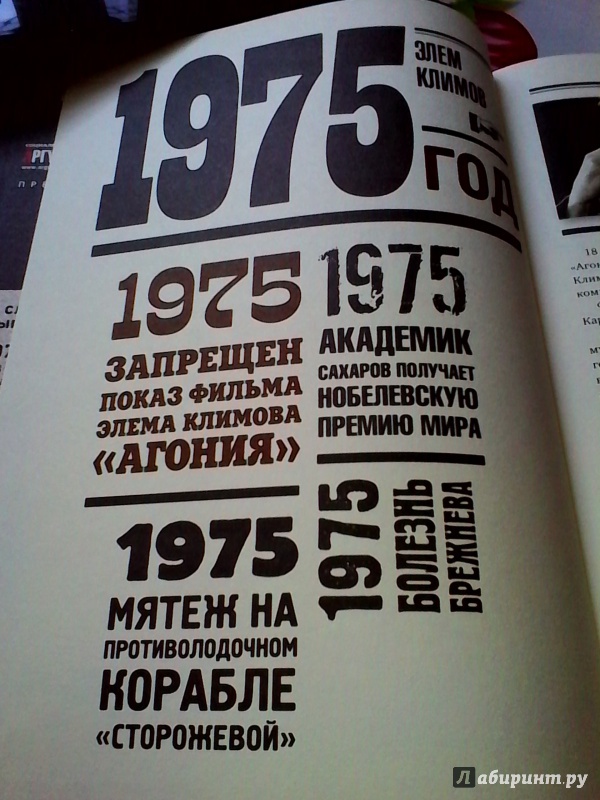 1975
ЭЛЕМ
КЛИМОВ
ГОД
1975
ЗАПРЕЩЕН
ПОКАЗ ФИЛЬМА
ЭЛЕМА КЛИМОВА
«АГОНИЯ»
1975
АКАДЕМИК
САХАРОВ ПОЛУЧАЕТ
НОБЕЛЕВСКУЮ
ПРЕМИЮ МИРА
1975
МЯТЕЖ НА
ПРОТИВОЛОДОЧНОМ
КОРАБЛЕ
«СТОРОЖЕВОЙ»
1975
БОЛЕЗНЬ
БРЕЖНЕВА
18
Лабиринт.ру